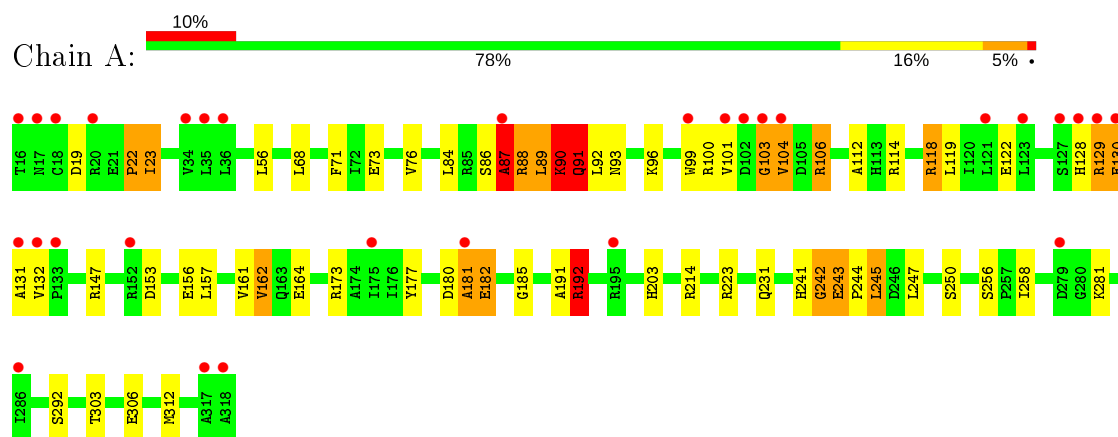 10%
Chain A:
78% 16% 5% •
T16 N17 C18 D19 R20 E21 P22 I23 V34 L35 L36 L56 L68 F71 I72 E73 V76 L84 R85 S86 A87 R88 L89 K90 Q91 L92 N93 K96 W99 R100 V101 D102 G103 V104 D105 R106 A112 H113 R114 R118 L119 I120 L121 E122 L123 S127 H128 R129
A131 V132 P133 R147 R152 D153 E156 L157 V161 V162 Q163 E164 R173 A174 I175 I176 Y177 D180 A181 E182 G185 A191 R192 R195 H203 R214 R223 Q231 H241 G242 E243 P244 L245 D246 L247 S250 S256 P257 I258 D279 G280 K281
I286 S292 T303 E306 M312 A317 A318